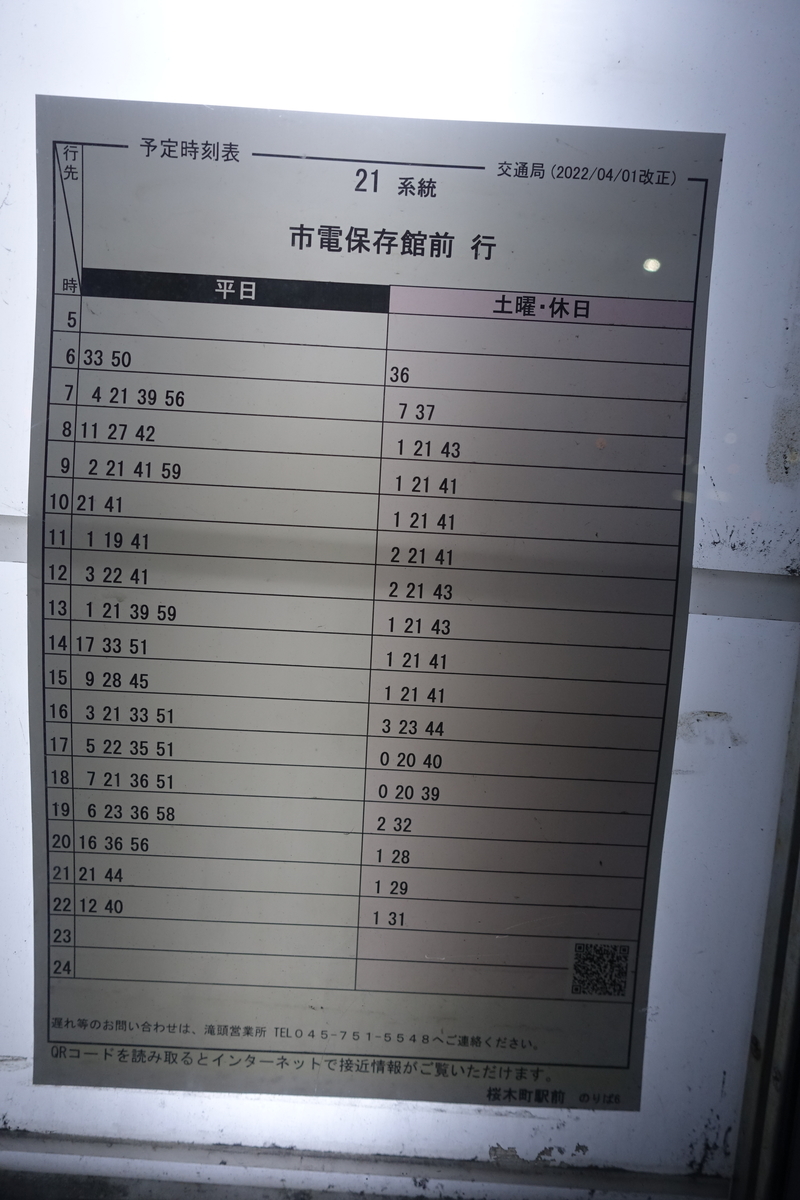 予定時刻表
交通局 (2022/04/01改正)
行先
21 系統
市電保存館前 行
時 平日 土曜・休日
5
6 33 50 36
7 4 21 39 56 7 37
8 11 27 42 1 21 43
9 2 21 41 59 1 21 41
10 21 41 1 21 41
11 1 19 41 2 21 41
12 3 22 41 2 21 43
13 1 21 39 59 1 21 43
14 17 33 51 1 21 41
15 9 28 45 1 21 41
16 3 21 33 51 3 23 44
17 5 22 35 51 0 20 40
18 7 21 36 51 0 20 39
19 6 23 36 58 2 32
20 16 36 56 1 28
21 21 44 1 29
22 12 40 1 31
23
24
遅れ等のお問い合わせは、滝頭営業所 TEL045-751-5548へご連絡ください。
QRコードを読み取るとインターネットで接近情報がご覧いただけます。
桜木町駅前 のりば6